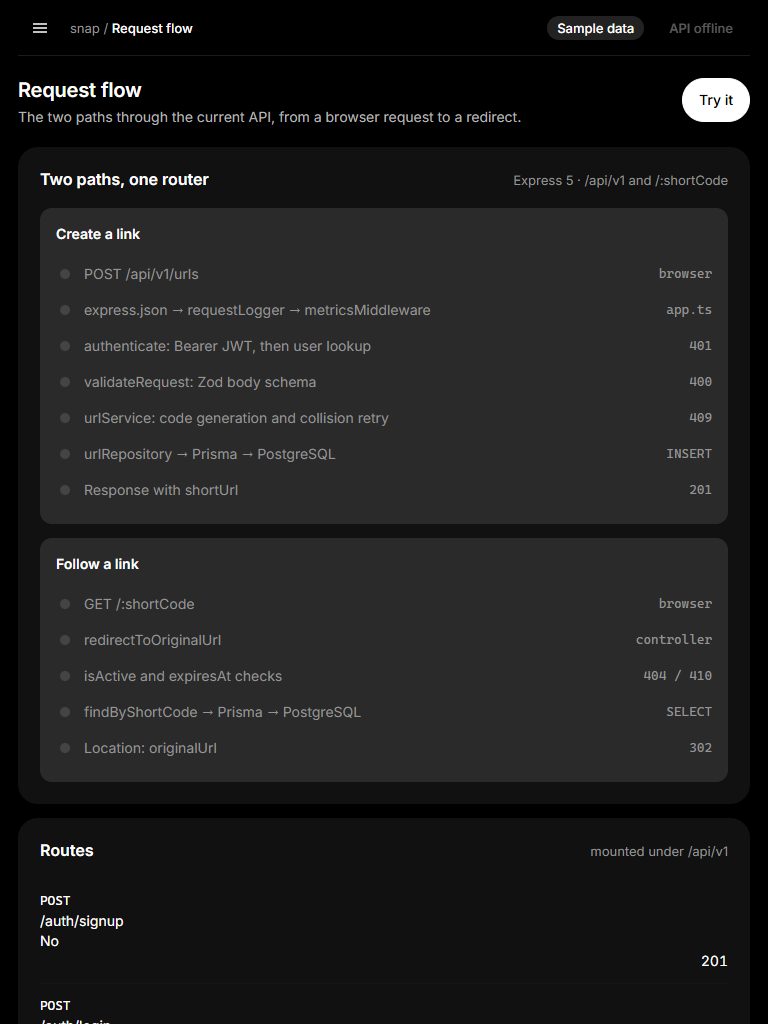 snap / Request flow
Sample data
API offline
Request flow
Try it
The two paths through the current API, from a browser request to a redirect.
Two paths, one router
Express 5 · /api/v1 and /:shortCode
Create a link
POST /api/v1/urls browser
express.json → requestLogger → metricsMiddleware app.ts
authenticate: Bearer JWT, then user lookup 401
validateRequest: Zod body schema 400
urlService: code generation and collision retry 409
urlRepository → Prisma → PostgreSQL INSERT
Response with shortUrl 201
Follow a link
GET /:shortCode browser
redirectToOriginalUrl controller
isActive and expiresAt checks 404 / 410
findByShortCode → Prisma → PostgreSQL SELECT
Location: originalUrl 302
Routes
mounted under /api/v1
POST
/auth/signup
No
201
POST
/auth/login